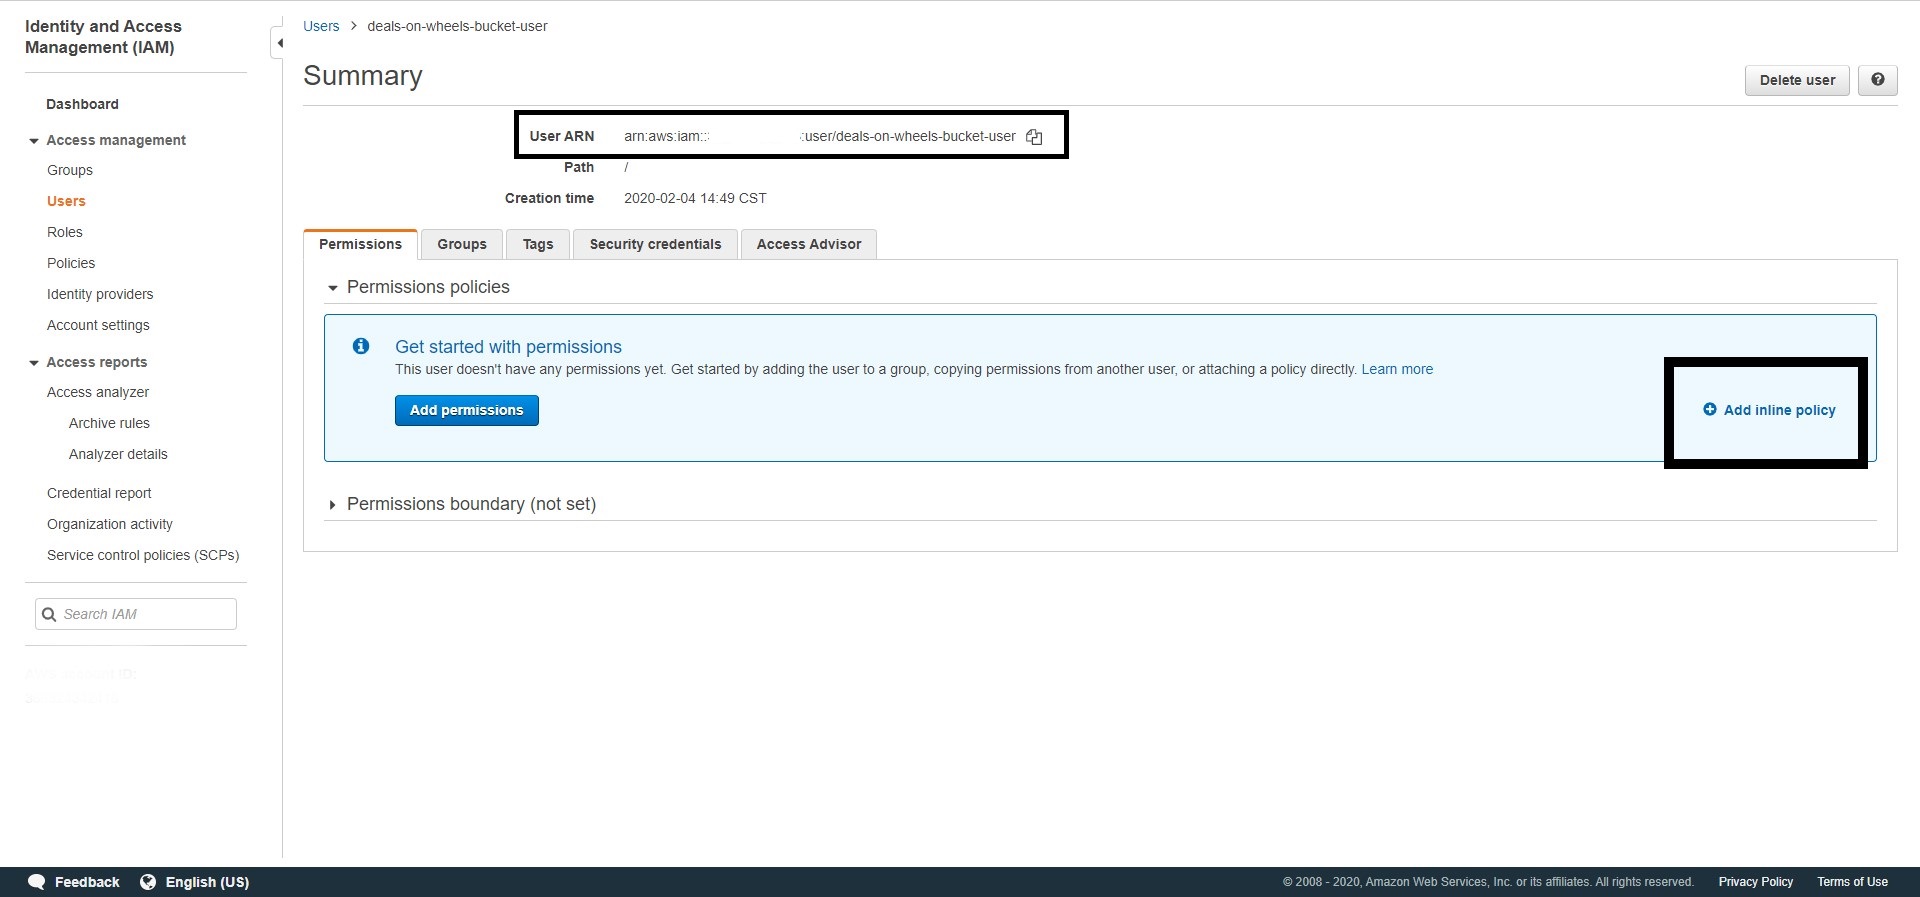 Identity and Access
Management (IAM)
Dashboard
Access management
Groups
Users
Roles
Policies
Identity providers
Account settings
Access reports
Access analyzer
Archive rules
Analyzer details
Credential report
Organization activity
Service control policies (SCPs)
Search IAM
Users > deals-on-wheels-bucket-user
Summary
Delete user
User ARN arn:aws:iam:: :user/deals-on-wheels-bucket-user
Path /
Creation time 2020-02-04 14:49 CST
Permissions Groups Tags Security credentials Access Advisor
Permissions policies
Get started with permissions
This user doesn't have any permissions yet. Get started by adding the user to a group, copying permissions from another user, or attaching a policy directly. Learn more
Add permissions
Add inline policy
Permissions boundary (not set)
Feedback English (US)
© 2008 - 2020, Amazon Web Services, Inc. or its affiliates. All rights reserved. Privacy Policy Terms of Use